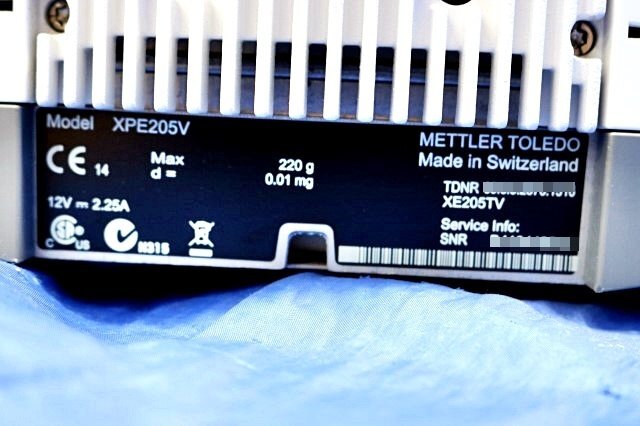 Model XPE205V
METTLER TOLEDO
Made in Switzerland
CE 14
Max 220 g
d = 0.01 mg
TDNR
XE205TV
12V ⎓ 2.25A
Service Info:
SNR
C US
N315